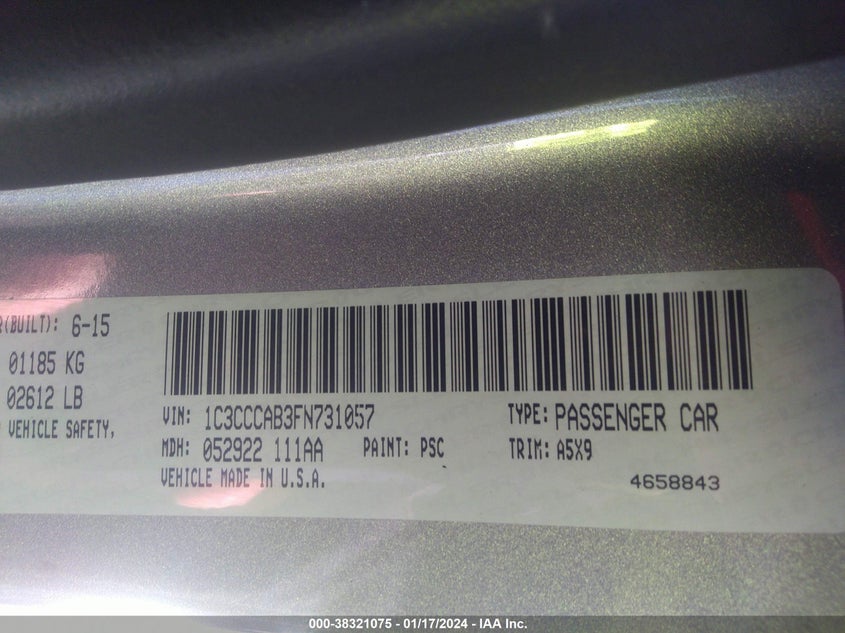 R(BUILT): 6-15
01185 KG
02612 LB
VEHICLE SAFETY,
VIN: 1C3CCCAB3FN731057 TYPE: PASSENGER CAR
MDH: 052922 111AA PAINT: PSC TRIM: A5X9
VEHICLE MADE IN U.S.A.
4658843
000-38321075 - 01/17/2024 - IAA Inc.